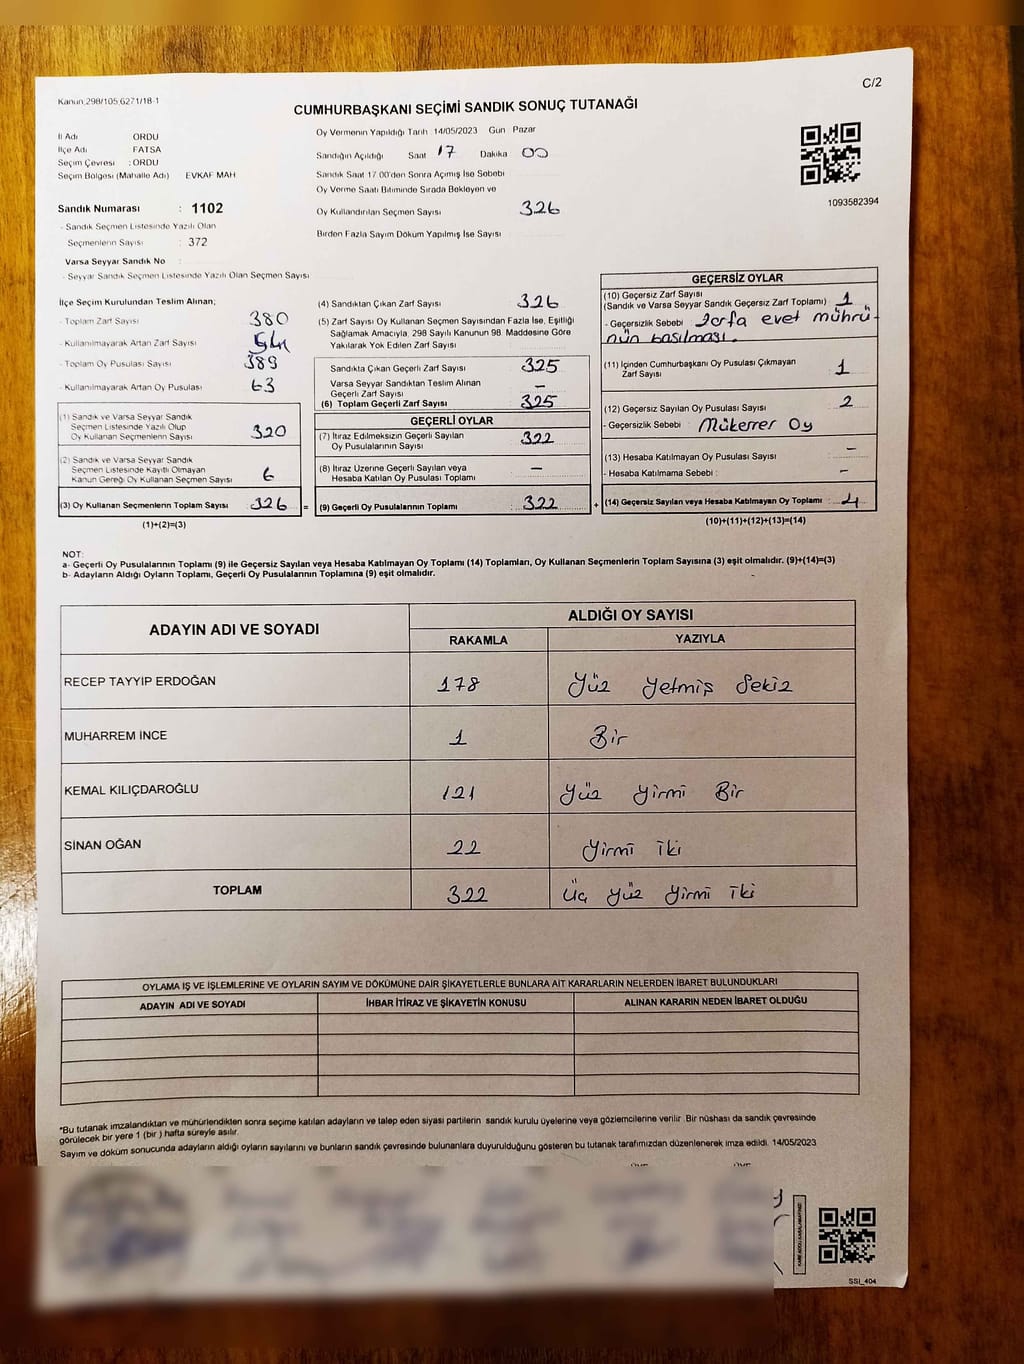 C/2
Kanun:298/105,6271/18-1
CUMHURBAŞKANI SEÇİMİ SANDIK SONUÇ TUTANAĞI
İl Adı ORDU
İlçe Adı FATSA
Seçim Çevresi : ORDU
Seçim Bölgesi (Mahalle Adı) EVKAF MAH
Sandık Numarası : 1102
- Sandık Seçmen Listesinde Yazılı Olan
Seçmenlerin Sayısı : 372
Varsa Seyyar Sandık No :
- Seyyar Sandık Seçmen Listesinde Yazılı Olan Seçmen Sayısı
Oy Vermenin Yapıldığı Tarih 14/05/2023 Gün Pazar
Sandığın Açıldığı Saat 17 Dakika 00
Sandık Saat 17.00'den Sonra Açımış İse Sebebi
Oy Verme Saati Bitiminde Sırada Bekleyen ve
Oy Kullandırılan Seçmen Sayısı 326
Birden Fazla Sayım Döküm Yapılmış İse Sayısı
1093582394
İlçe Seçim Kurulundan Teslim Alınan;
- Toplam Zarf Sayısı 380
- Kullanılmayarak Artan Zarf Sayısı
- Toplam Oy Pusulası Sayısı 389
- Kullanılmayarak Artan Oy Pusulası 63
(1) Sandık ve Varsa Seyyar Sandık
Seçmen Listesinde Yazılı Olup
Oy Kullanan Seçmenlerin Sayısı 320
(2) Sandık ve Varsa Seyyar Sandık
Seçmen Listesinde Kayıtlı Olmayan
Kanun Gereği Oy Kullanan Seçmen Sayısı 6
(3) Oy Kullanan Seçmenlerin Toplam Sayısı 326 =
(1)+(2)=(3)
(4) Sandıktan Çıkan Zarf Sayısı 326
(5) Zarf Sayısı Oy Kullanan Seçmen Sayısından Fazla İse, Eşitliği
Sağlamak Amacıyla, 298 Sayılı Kanunun 98. Maddesine Göre
Yakılarak Yok Edilen Zarf Sayısı
Sandıkta Çıkan Geçerli Zarf Sayısı 325
Varsa Seyyar Sandıktan Teslim Alınan
Geçerli Zarf Sayısı –
(6) Toplam Geçerli Zarf Sayısı 325
GEÇERLİ OYLAR
(7) İtiraz Edilmeksizin Geçerli Sayılan
Oy Pusulalarının Sayısı 322
(8) İtiraz Üzerine Geçerli Sayılan veya
Hesaba Katılan Oy Pusulası Toplamı –
(9) Geçerli Oy Pusulalarının Toplamı 322 +
GEÇERSİZ OYLAR
(10) Geçersiz Zarf Sayısı
(Sandık ve Varsa Seyyar Sandık Geçersiz Zarf Toplamı) 1
- Geçersizlik Sebebi : Zarfa evet mührü-
nün basılması.
(11) İçinden Cumhurbaşkanı Oy Pusulası Çıkmayan
Zarf Sayısı 1
(12) Geçersiz Sayılan Oy Pusulası Sayısı 2
- Geçersizlik Sebebi : Mükerrer Oy
(13) Hesaba Katılmayan Oy Pusulası Sayısı –
- Hesaba Katılmama Sebebi : –
(14) Geçersiz Sayılan veya Hesaba Katılmayan Oy Toplamı : 4
(10)+(11)+(12)+(13)=(14)
NOT:
a- Geçerli Oy Pusulalarının Toplamı (9) ile Geçersiz Sayılan veya Hesaba Katılmayan Oy Toplamı (14) Toplamları, Oy Kullanan Seçmenlerin Toplam Sayısına (3) eşit olmalıdır. (9)+(14)=(3)
b- Adayların Aldığı Oyların Toplamı, Geçerli Oy Pusulalarının Toplamına (9) eşit olmalıdır.
ADAYIN ADI VE SOYADI ALDIĞI OY SAYISI
RAKAMLA YAZIYLA
RECEP TAYYIP ERDOĞAN 178 Yüz Yetmiş Sekiz
MUHARREM İNCE 1 Bir
KEMAL KILIÇDAROĞLU 121 Yüz Yirmi Bir
SİNAN OĞAN 22 Yirmi iki
TOPLAM 322 Üç Yüz Yirmi iki
OYLAMA İŞ VE İŞLEMLERİNE VE OYLARIN SAYIM VE DÖKÜMÜNE DAİR ŞİKAYETLERLE BUNLARA AİT KARARLARIN NELERDEN İBARET BULUNDUKLARI
ADAYIN ADI VE SOYADI İHBAR İTİRAZ VE ŞİKAYETİN KONUSU ALINAN KARARIN NEDEN İBARET OLDUĞU
*Bu tutanak imzalandıktan ve mühürlendikten sonra seçime katılan adayların ve talep eden siyasi partilerin sandık kurulu üyelerine veya gözlemcilerine verilir. Bir nüshası da sandık çevresinde
görülecek bir yere 1 (bir ) hafta süreyle asılır.
Sayım ve döküm sonucunda adayların aldığı oyların sayılarını ve bunların sandık çevresinde bulunanlara duyurulduğunu gösteren bu tutanak tarafımızdan düzenlenerek imza edildi. 14/05/2023
SSİ_404